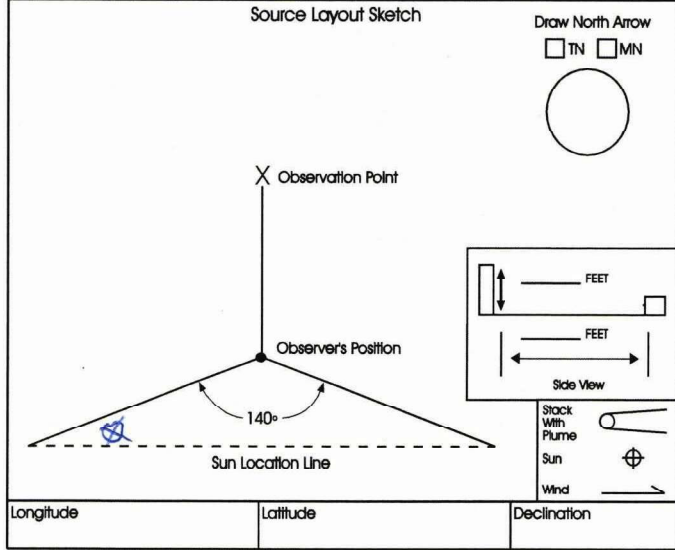 Source Layout Sketch
Draw North Arrow
TN MN
X Observation Point
FEET
Observer's Position
FEET
140°
Side View
Stack
With
Plume
Sun Location Line
Sun
Wind
Longitude Latitude Declination